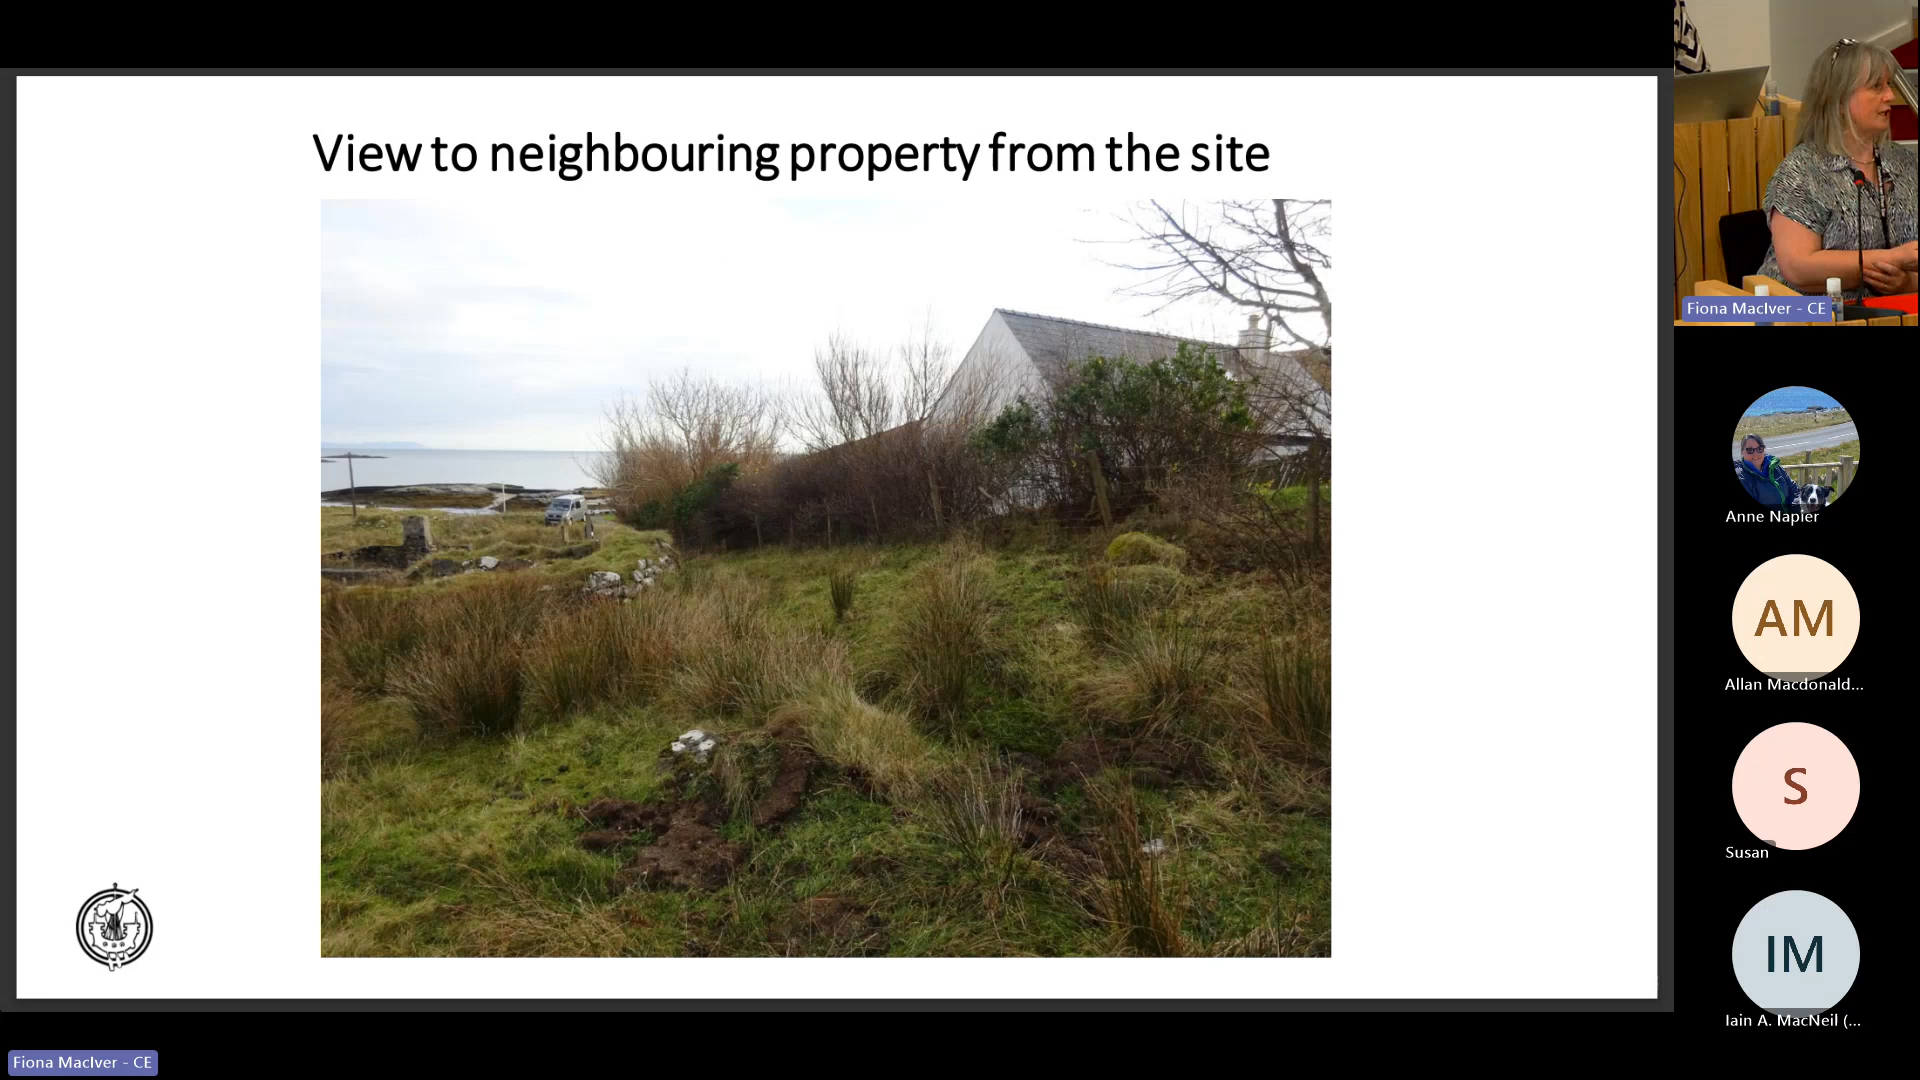 View to neighbouring property from the site
Fiona MacIver - CE
Anne Napier
AM
Allan Macdonald...
S
Susan
IM
Iain A. MacNeil (...
Fiona MacIver - CE